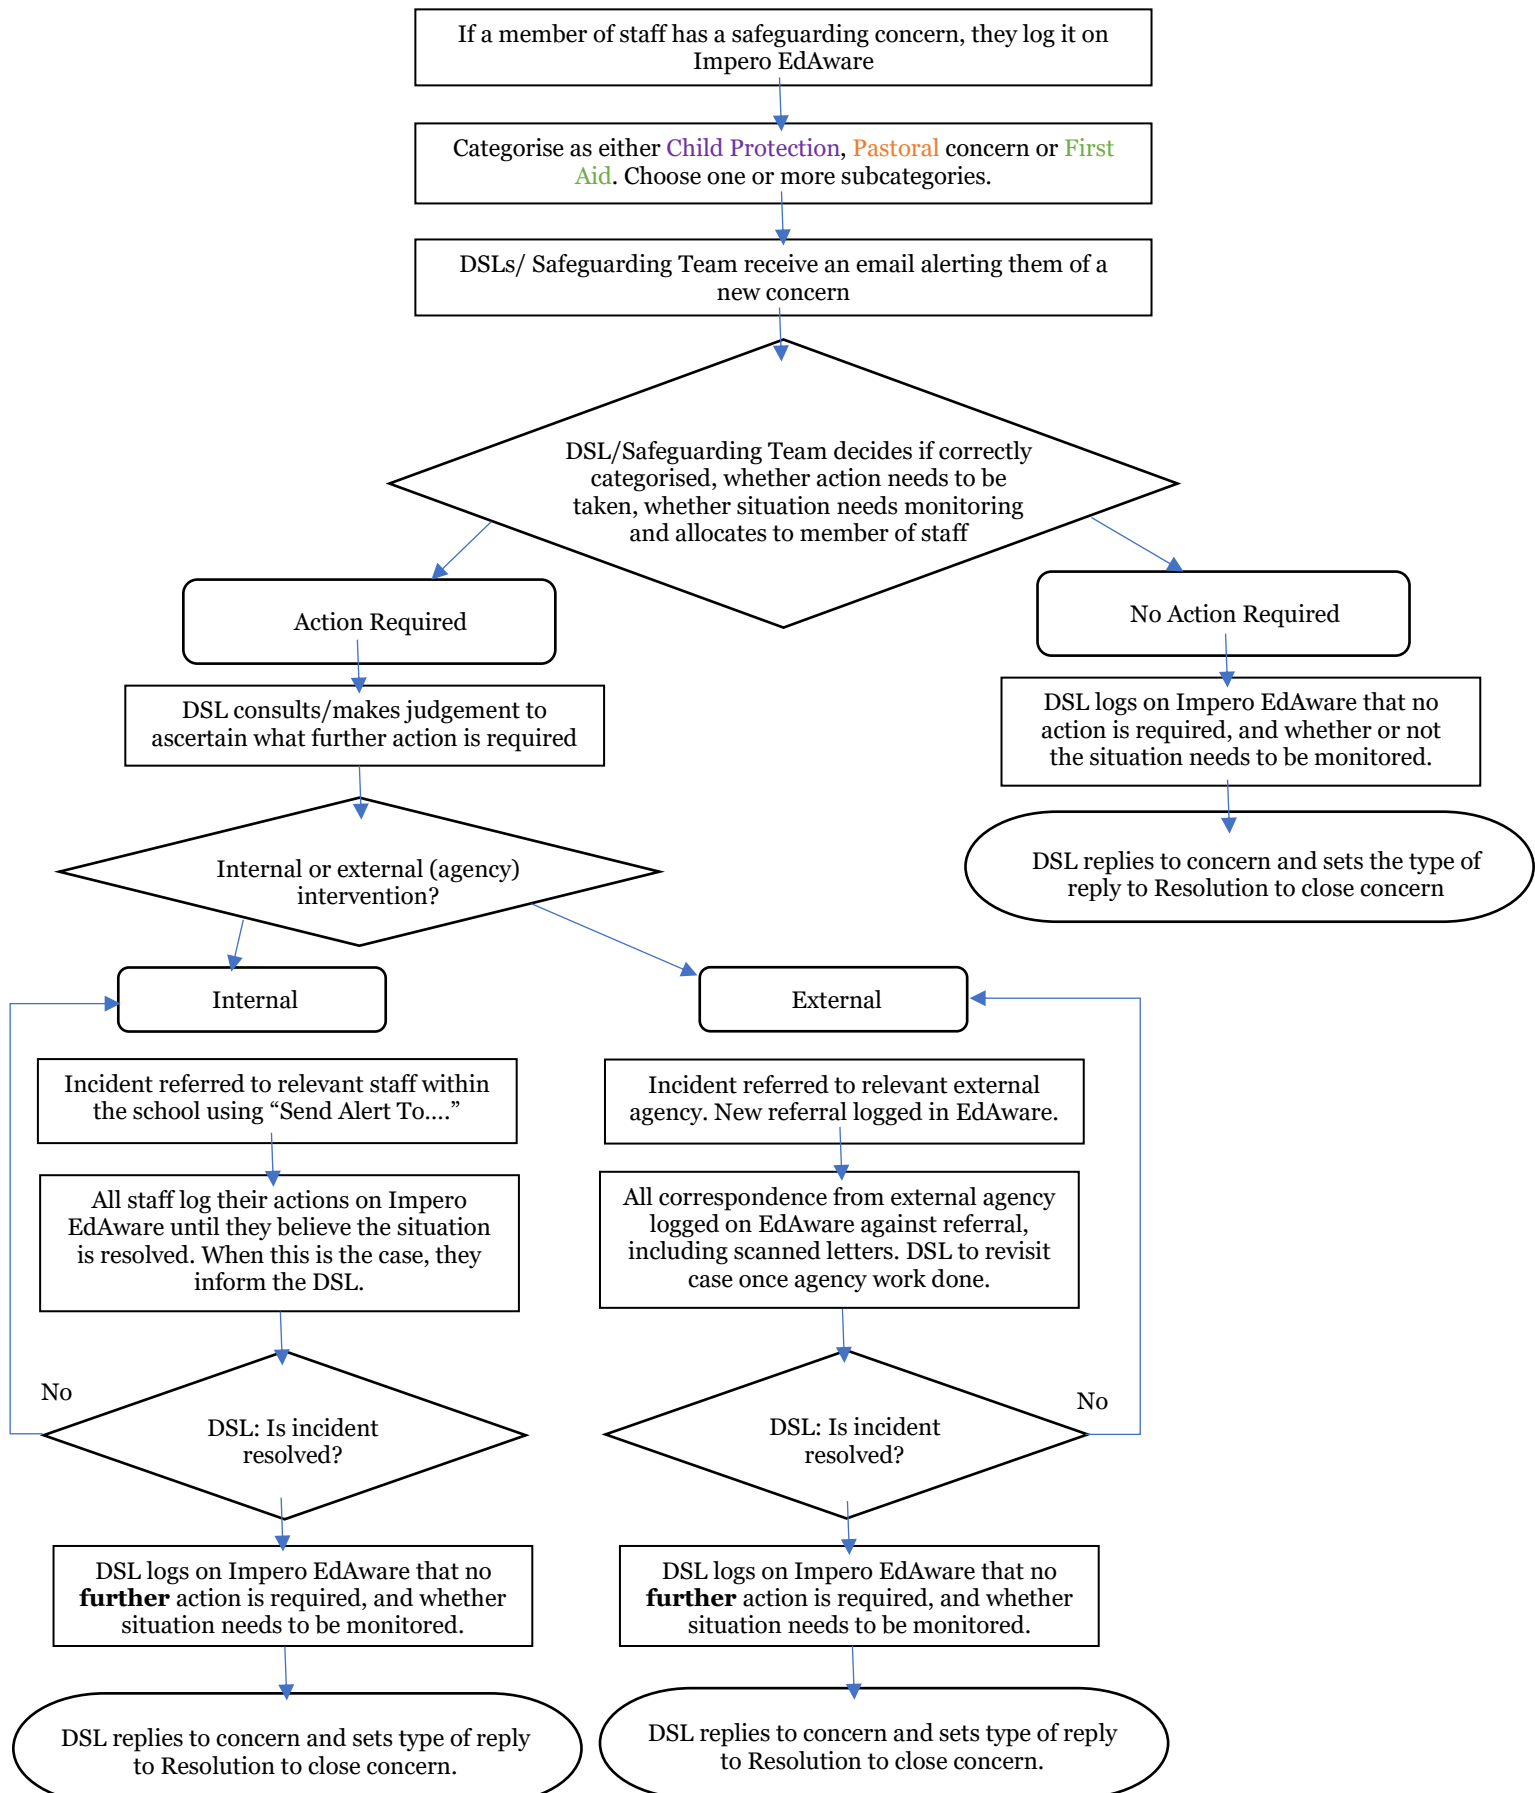 If a member of staff has a safeguarding concern, they log it on
Impero EdAware
Categorise as either Child Protection, Pastoral concern or First
Aid. Choose one or more subcategories.
DSLs/ Safeguarding Team receive an email alerting them of a
new concern
DSL/Safeguarding Team decides if correctly
categorised, whether action needs to be
taken, whether situation needs monitoring
and allocates to member of staff
Action Required
No Action Required
DSL consults/makes judgement to
ascertain what further action is required
DSL logs on Impero EdAware that no
action is required, and whether or not
the situation needs to be monitored.
Internal or external (agency)
intervention?
DSL replies to concern and sets the type of
reply to Resolution to close concern
Internal
External
Incident referred to relevant staff within
the school using “Send Alert To....”
Incident referred to relevant external
agency. New referral logged in EdAware.
All staff log their actions on Impero
EdAware until they believe the situation
is resolved. When this is the case, they
inform the DSL.
All correspondence from external agency
logged on EdAware against referral,
including scanned letters. DSL to revisit
case once agency work done.
No
DSL: Is incident
resolved?
No
DSL: Is incident
resolved?
DSL logs on Impero EdAware that no
further action is required, and whether
situation needs to be monitored.
DSL logs on Impero EdAware that no
further action is required, and whether
situation needs to be monitored.
DSL replies to concern and sets type of reply
to Resolution to close concern.
DSL replies to concern and sets type of reply
to Resolution to close concern.